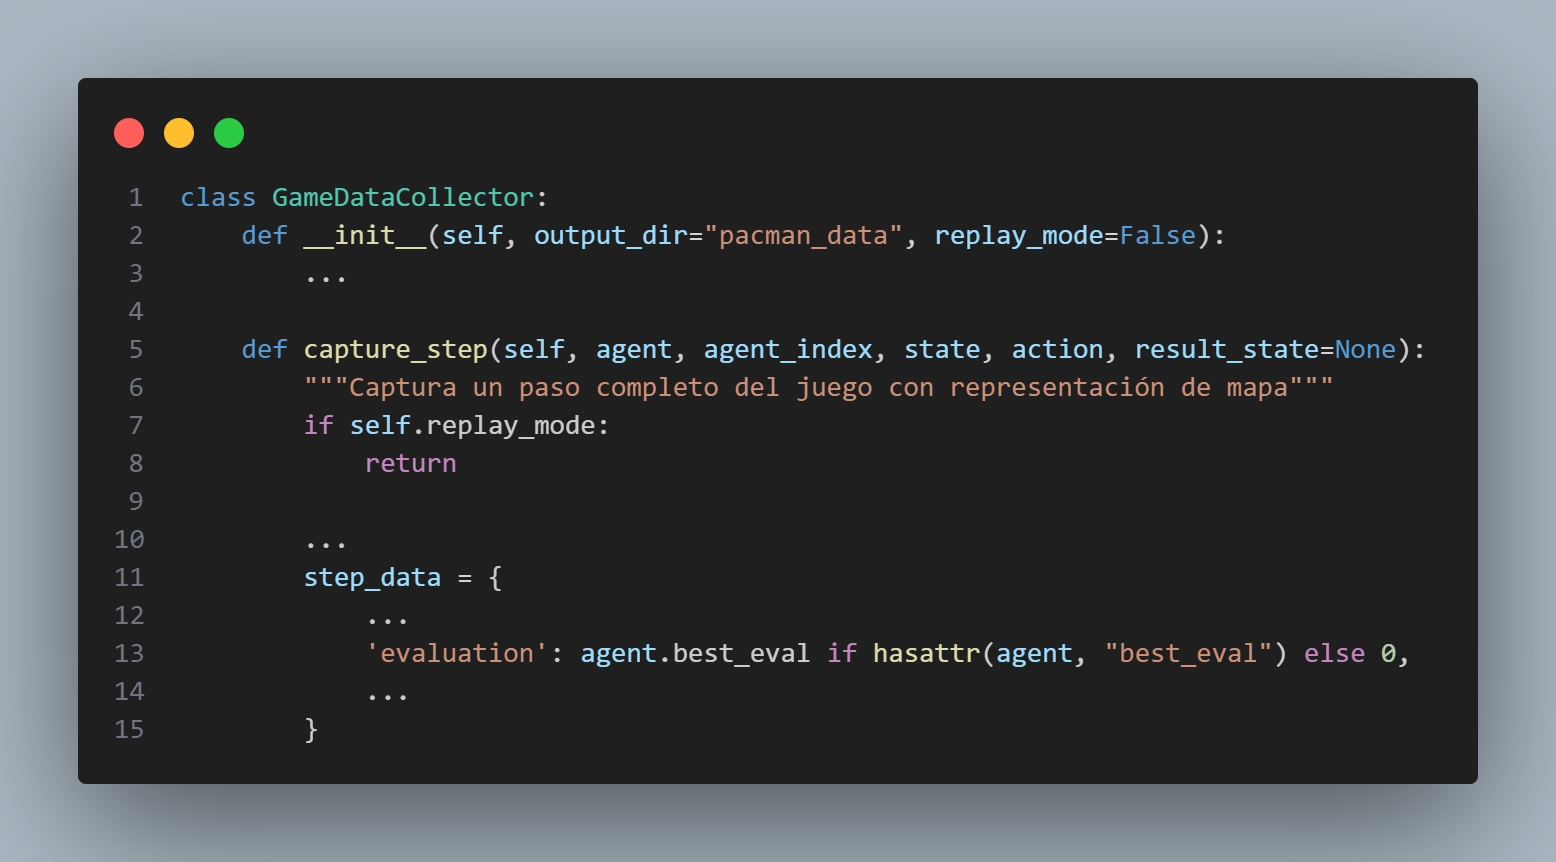 1 class GameDataCollector:
2     def __init__(self, output_dir="pacman_data", replay_mode=False):
3         ...
4
5     def capture_step(self, agent, agent_index, state, action, result_state=None):
6         """Captura un paso completo del juego con representación de mapa"""
7         if self.replay_mode:
8             return
9
10         ...
11         step_data = {
12             ...
13             'evaluation': agent.best_eval if hasattr(agent, "best_eval") else 0,
14             ...
15         }